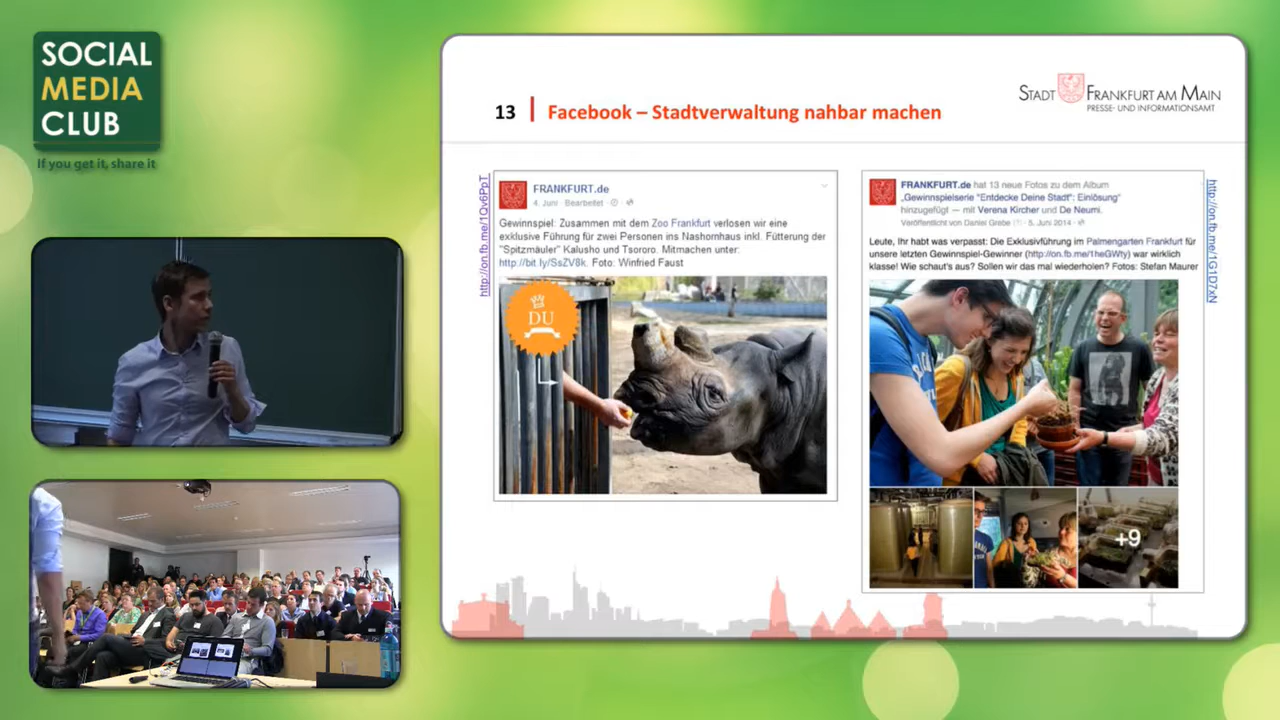 SOCIAL
MEDIA
CLUB
If you get it, share it
13
Facebook – Stadtverwaltung nahbar machen
STADT FRANKFURT AM MAIN
PRESSE- UND INFORMATIONSAMT
http://on.fb.me/1Qv6PpT
FRANKFURT.de
4. Juni · Bearbeitet ·
Gewinnspiel: Zusammen mit dem Zoo Frankfurt verlosen wir eine
exklusive Führung für zwei Personen ins Nashornhaus inkl. Fütterung der
"Spitzmäuler" Kalusho und Tsororo. Mitmachen unter:
http://bit.ly/SsZV8k. Foto: Winfried Faust
DU
FRANKFURT.de hat 13 neue Fotos zu dem Album
„Gewinnspielserie "Entdecke Deine Stadt": Einlösung"
hinzugefügt — mit Verena Kircher und De Neumi.
Veröffentlicht von Daniel Grebe · 5. Juni 2014 ·
Leute, Ihr habt was verpasst: Die Exklusivführung im Palmengarten Frankfurt für
unsere letzten Gewinnspiel-Gewinner (http://on.fb.me/1heGWty) war wirklich
klasse! Wie schaut's aus? Sollen wir das mal wiederholen? Fotos: Stefan Maurer
+9
http://on.fb.me/1G1D7xN